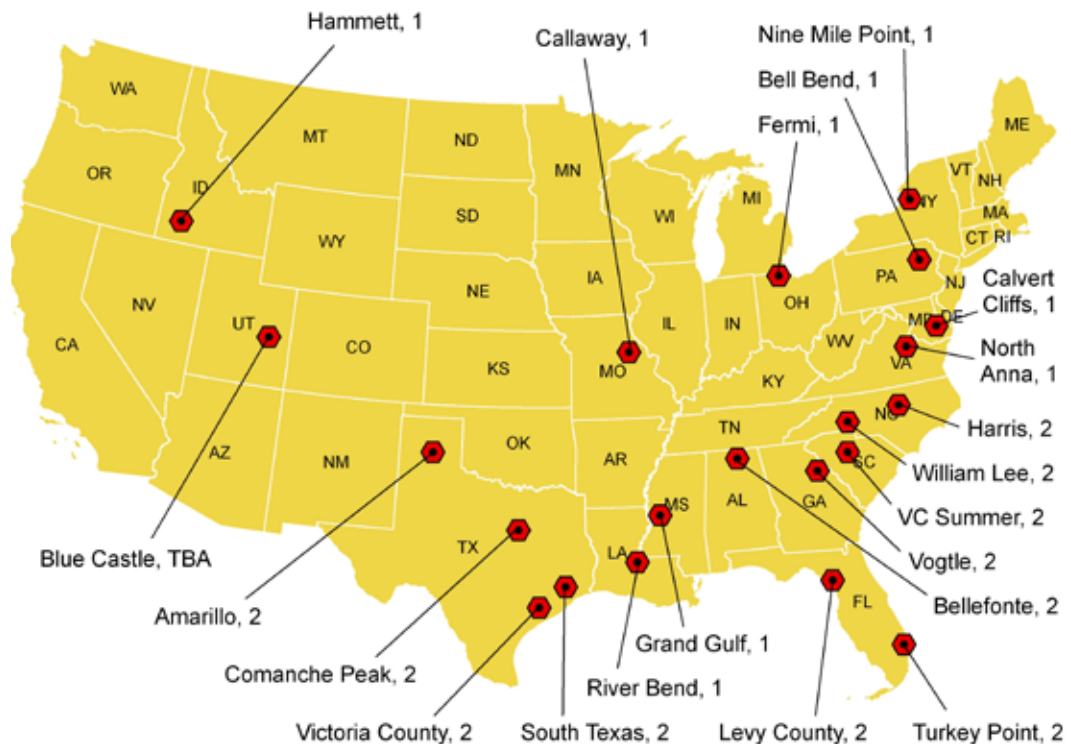 Hammett, 1
Callaway, 1
Nine Mile Point, 1
Bell Bend, 1
Fermi, 1
WA
MT
ND
MN
ME
VT
NH
OR
ID
SD
WI
MI
NY
MA
CT
RI
WY
IA
PA
NJ
Calvert
Cliffs, 1
NV
NE
OH
MD
DE
UT
IL
IN
CA
CO
WV
VA
North
Anna, 1
KS
MO
KY
NC
Harris, 2
TN
AZ
NM
OK
AR
SC
William Lee, 2
MS
AL
GA
VC Summer, 2
TX
LA
Blue Castle, TBA
Vogtle, 2
FL
Bellefonte, 2
Amarillo, 2
Grand Gulf, 1
Comanche Peak, 2
River Bend, 1
Victoria County, 2
South Texas, 2
Levy County, 2
Turkey Point, 2